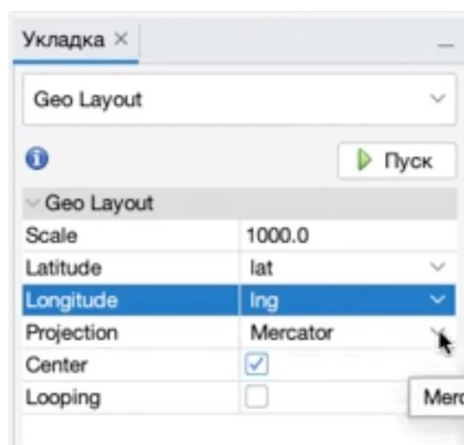 Укладка ×
Geo Layout
Пуск
Geo Layout
Scale 1000.0
Latitude lat
Longitude lng
Projection Mercator
Center
Looping Merc